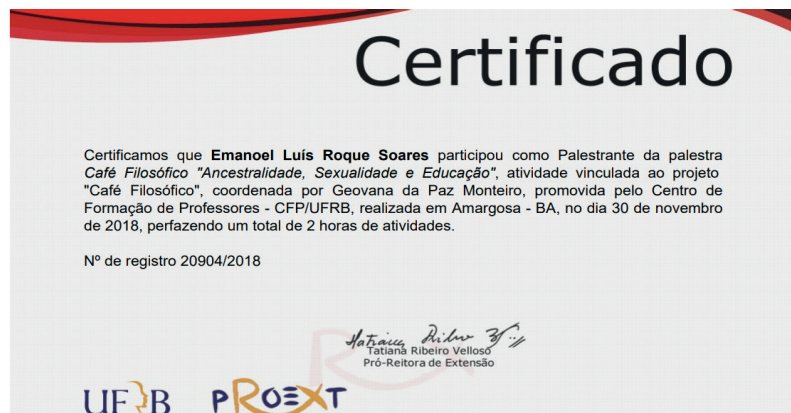 Certificado
Certificamos que Emanoel Luís Roque Soares participou como Palestrante da palestra
Café Filosófico "Ancestralidade, Sexualidade e Educação", atividade vinculada ao projeto
"Café Filosófico", coordenada por Geovana da Paz Monteiro, promovida pelo Centro de
Formação de Professores - CFP/UFRB, realizada em Amargosa - BA, no dia 30 de novembro
de 2018, perfazendo um total de 2 horas de atividades.
Nº de registro 20904/2018
Tatiana Ribeiro Velloso
Pró-Reitora de Extensão
UFRB PROEXT